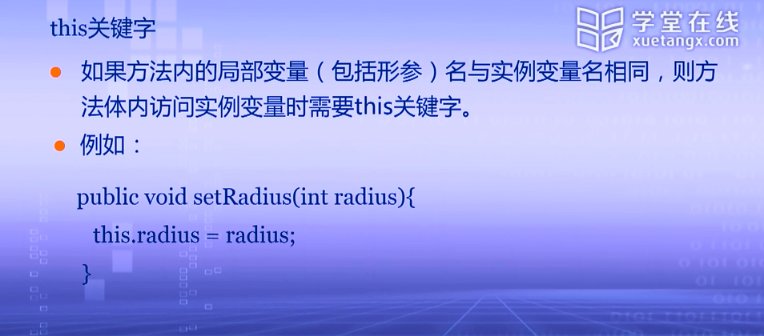 this关键字
学堂在线
xuetangx.com
如果方法内的局部变量（包括形参）名与实例变量名相同，则方
法体内访问实例变量时需要this关键字。
例如：
public void setRadius(int radius){
this.radius = radius;
}